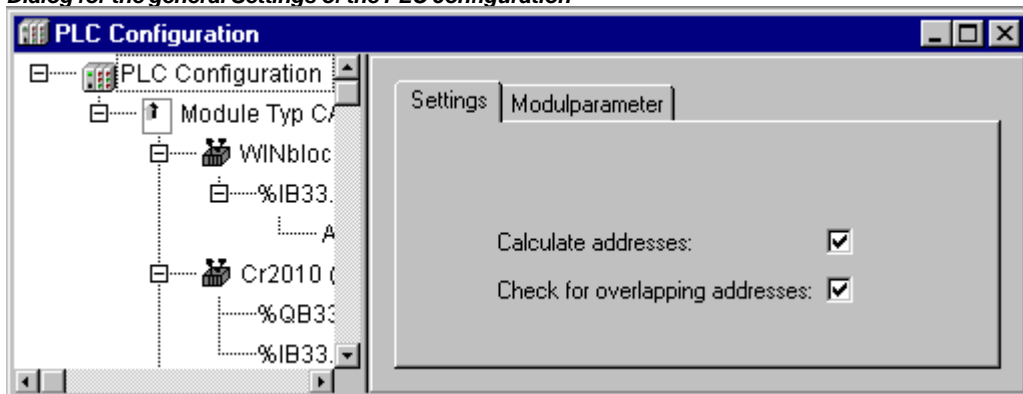 Dialog for the general Settings of the PLC configuration
PLC Configuration
PLC Configuration
Module Typ CA
WINbloc
%IB33.
A
Cr2010 (
%QB33
%IB33.
Settings Modulparameter
Calculate addresses:
Check for overlapping addresses: